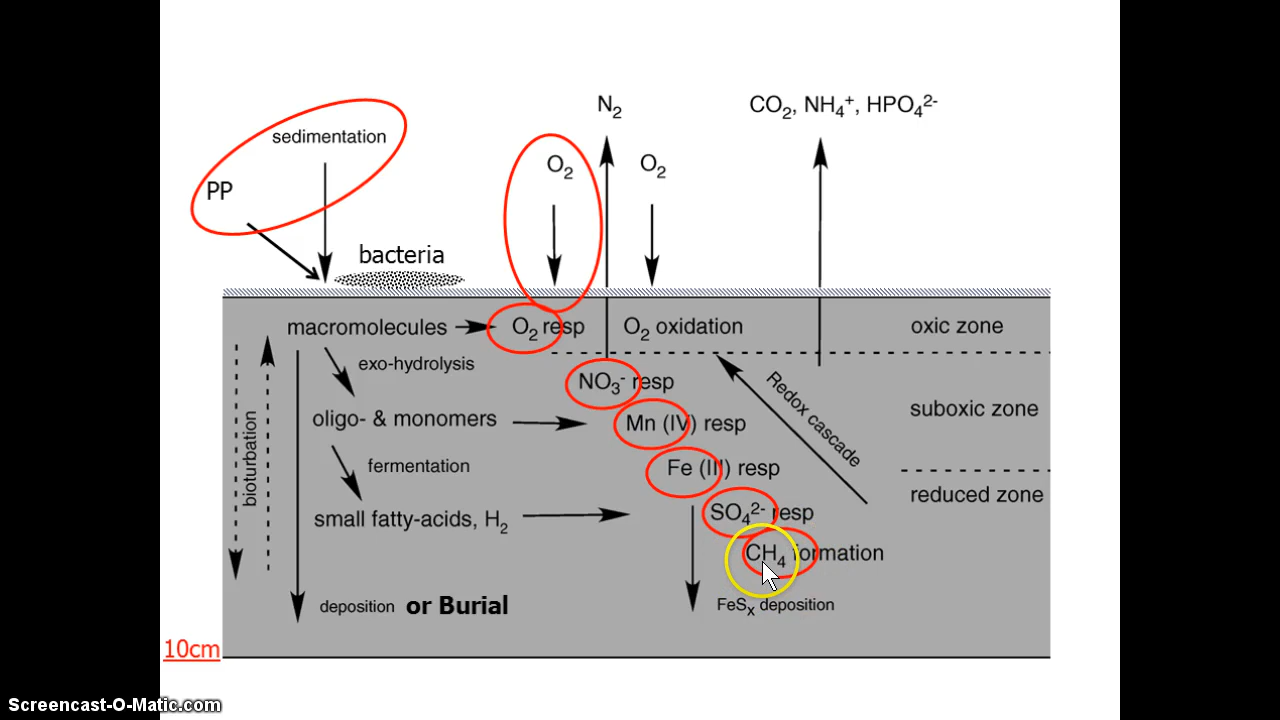 N₂
CO₂, NH₄⁺, HPO₄²⁻
sedimentation
O₂
O₂
PP
bacteria
macromolecules
O₂ resp
O₂ oxidation
oxic zone
exo-hydrolysis
NO₃⁻ resp
Redox cascade
suboxic zone
oligo- & monomers
Mn (IV) resp
bioturbation
fermentation
Fe (III) resp
reduced zone
small fatty-acids, H₂
SO₄²⁻ resp
CH₄ formation
deposition or Burial
FeSₓ deposition
10cm
Screencast-O-Matic.com